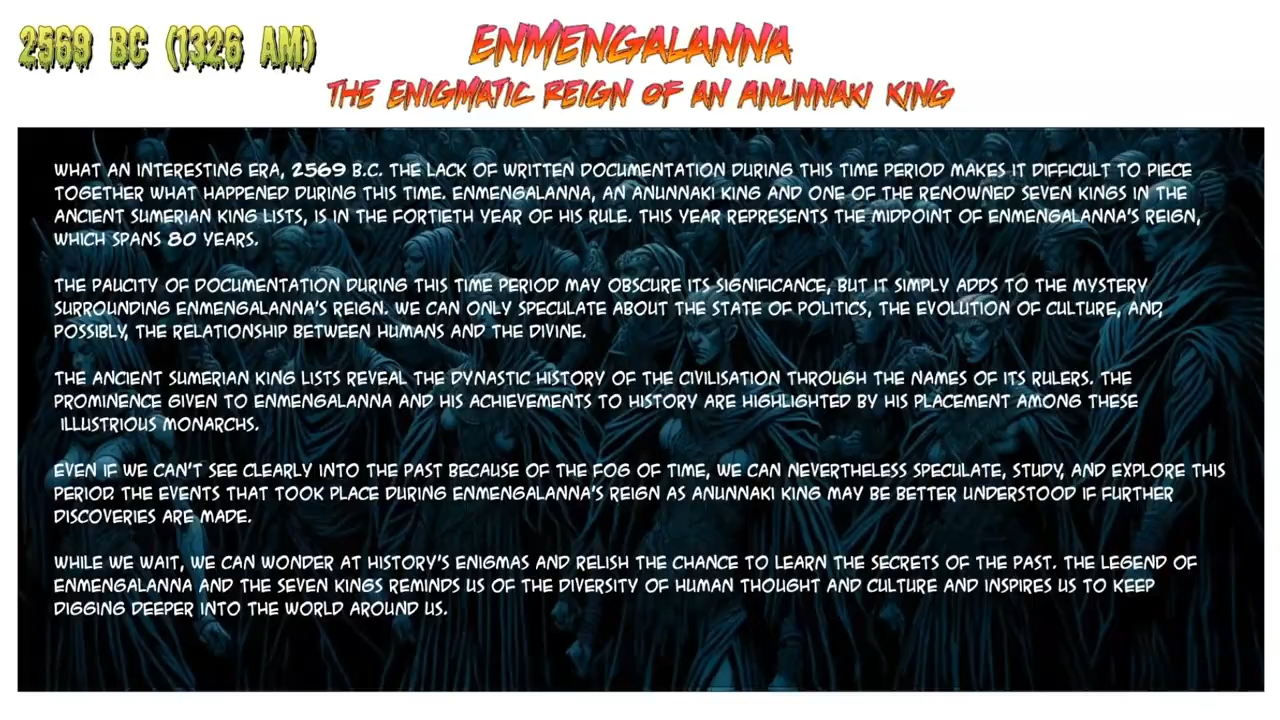 2569 BC (1326 AM)
ENMENGALANNA
THE ENIGMATIC REIGN OF AN ANUNNAKI KING
WHAT AN INTERESTING ERA, 2569 B.C. THE LACK OF WRITTEN DOCUMENTATION DURING THIS TIME PERIOD MAKES IT DIFFICULT TO PIECE
TOGETHER WHAT HAPPENED DURING THIS TIME. ENMENGALANNA, AN ANUNNAKI KING AND ONE OF THE RENOWNED SEVEN KINGS IN THE
ANCIENT SUMERIAN KING LISTS, IS IN THE FORTIETH YEAR OF HIS RULE. THIS YEAR REPRESENTS THE MIDPOINT OF ENMENGALANNA'S REIGN,
WHICH SPANS 80 YEARS.
THE PAUCITY OF DOCUMENTATION DURING THIS TIME PERIOD MAY OBSCURE ITS SIGNIFICANCE, BUT IT SIMPLY ADDS TO THE MYSTERY
SURROUNDING ENMENGALANNA'S REIGN. WE CAN ONLY SPECULATE ABOUT THE STATE OF POLITICS, THE EVOLUTION OF CULTURE, AND,
POSSIBLY, THE RELATIONSHIP BETWEEN HUMANS AND THE DIVINE.
THE ANCIENT SUMERIAN KING LISTS REVEAL THE DYNASTIC HISTORY OF THE CIVILISATION THROUGH THE NAMES OF ITS RULERS. THE
PROMINENCE GIVEN TO ENMENGALANNA AND HIS ACHIEVEMENTS TO HISTORY ARE HIGHLIGHTED BY HIS PLACEMENT AMONG THESE
ILLUSTRIOUS MONARCHS.
EVEN IF WE CAN'T SEE CLEARLY INTO THE PAST BECAUSE OF THE FOG OF TIME, WE CAN NEVERTHELESS SPECULATE, STUDY, AND EXPLORE THIS
PERIOD. THE EVENTS THAT TOOK PLACE DURING ENMENGALANNA'S REIGN AS ANUNNAKI KING MAY BE BETTER UNDERSTOOD IF FURTHER
DISCOVERIES ARE MADE.
WHILE WE WAIT, WE CAN WONDER AT HISTORY'S ENIGMAS AND RELISH THE CHANCE TO LEARN THE SECRETS OF THE PAST. THE LEGEND OF
ENMENGALANNA AND THE SEVEN KINGS REMINDS US OF THE DIVERSITY OF HUMAN THOUGHT AND CULTURE AND INSPIRES US TO KEEP
DIGGING DEEPER INTO THE WORLD AROUND US.